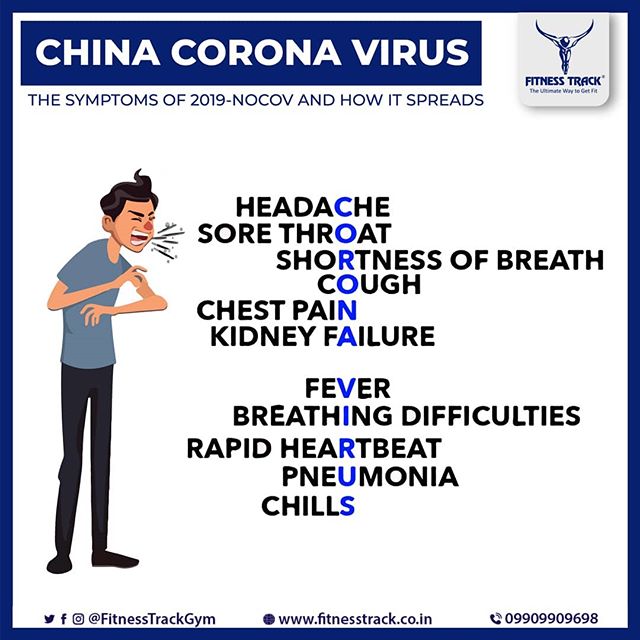 CHINA CORONA VIRUS
THE SYMPTOMS OF 2019-NOCOV AND HOW IT SPREADS
FITNESS TRACK®
The Ultimate Way to Get Fit
HEADACHE
SORE THROAT
SHORTNESS OF BREATH
COUGH
CHEST PAIN
KIDNEY FAILURE
FEVER
BREATHING DIFFICULTIES
RAPID HEARTBEAT
PNEUMONIA
CHILLS
@FitnessTrackGym
www.fitnesstrack.co.in
09909909698